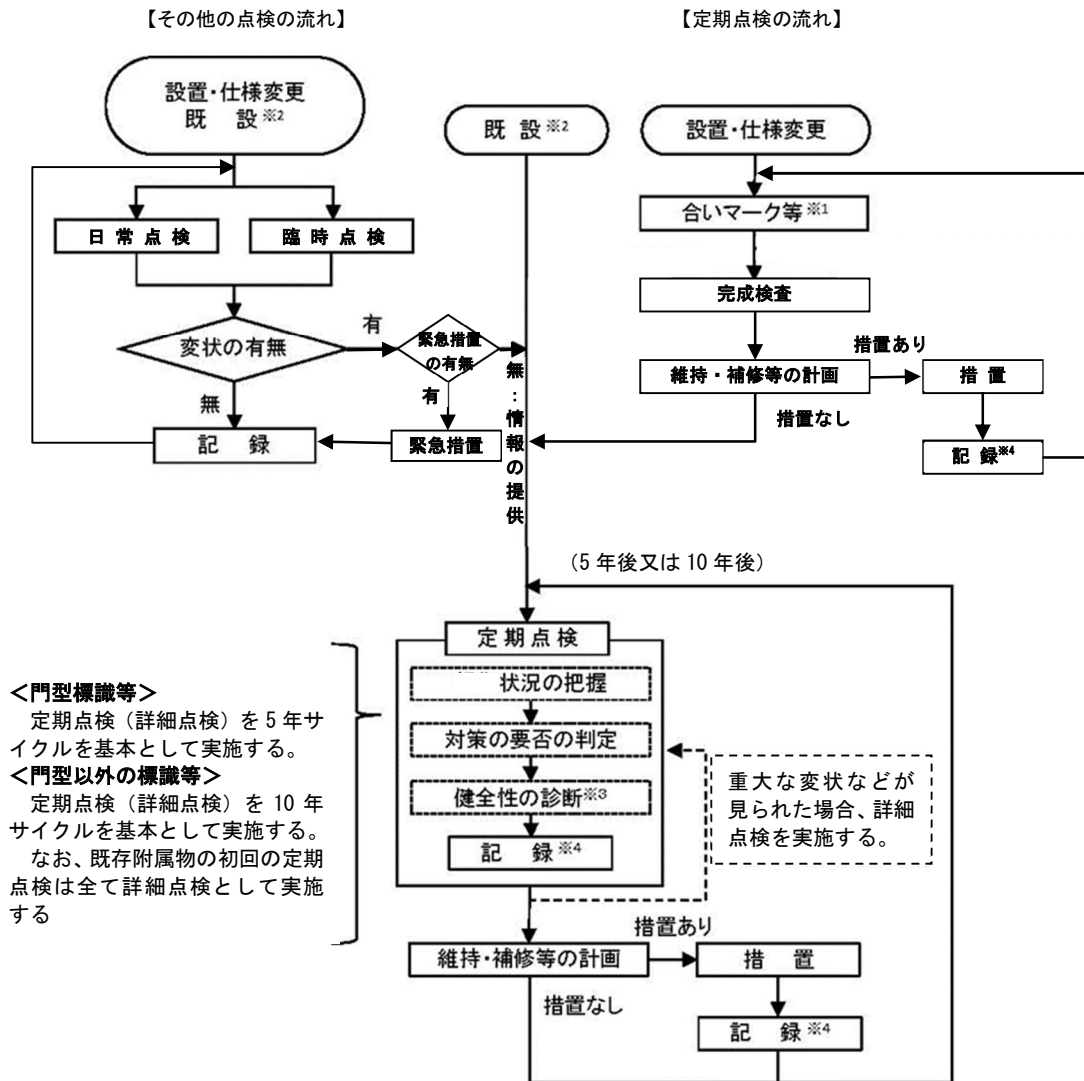 【その他の点検の流れ】
【定期点検の流れ】
設置・仕様変更
既 設※2
既 設※2
設置・仕様変更
合いマーク等※1
日 常 点 検
臨 時 点 検
完成検査
変状の有無
有
緊急措置
の有無
無：情報の提供
措置あり
維持・補修等の計画
措 置
無
有
措置なし
記 録
緊急措置
記 録※4
（5 年後又は 10 年後）
定 期 点 検
状況の把握
対策の要否の判定
健全性の診断※3
記 録※4
＜門型標識等＞
定期点検（詳細点検）を 5 年サ
イクルを基本として実施する。
＜門型以外の標識等＞
定期点検（詳細点検）を 10 年
サイクルを基本として実施する。
なお、既存附属物の初回の定期
点検は全て詳細点検として実施
する
重大な変状などが
見られた場合、詳細
点検を実施する。
措置あり
維持・補修等の計画
措 置
措置なし
記 録※4